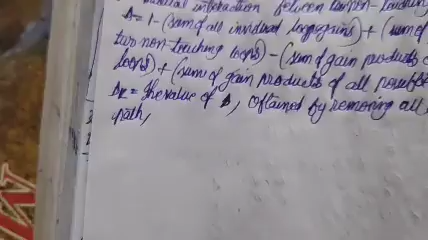 interaction between non-touching
Δ = 1 - (sum of all individual loop gains) + (sum of
two non-touching loops) - (sum of gain products
loops) + (sum of gain products of all possible
Δk = the value of Δ, obtained by removing all
path,